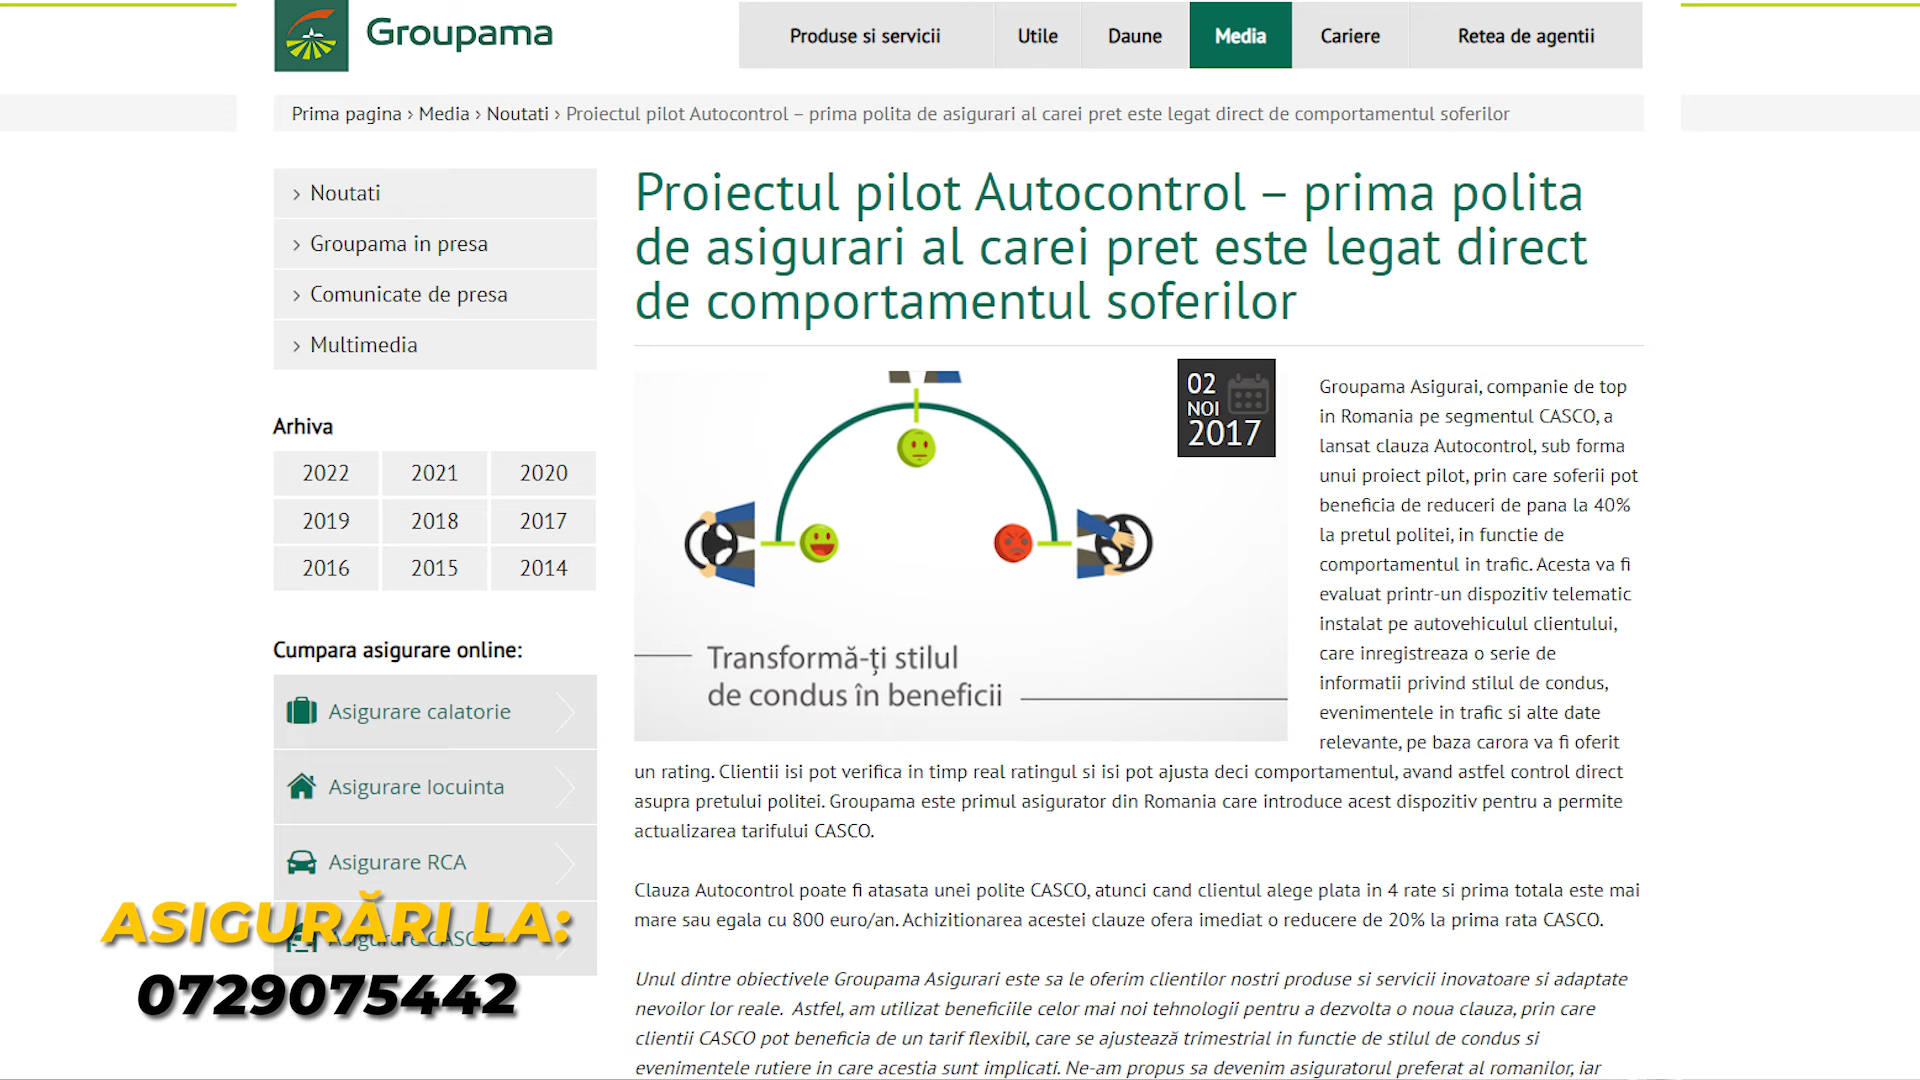 Groupama
Produse si servicii
Utile
Daune
Media
Cariere
Retea de agentii
Prima pagina › Media › Noutati › Proiectul pilot Autocontrol – prima polita de asigurari al carei pret este legat direct de comportamentul soferilor
› Noutati
› Groupama in presa
› Comunicate de presa
› Multimedia
Arhiva
2022 2021 2020
2019 2018 2017
2016 2015 2014
Cumpara asigurare online:
Asigurare calatorie
Asigurare locuinta
Asigurare RCA
Asigurare CASCO
ASIGURĂRI LA:
0729075442
Proiectul pilot Autocontrol – prima polita
de asigurari al carei pret este legat direct
de comportamentul soferilor
02
NOI
2017
Transformă-ți stilul
de condus în beneficii
Groupama Asigurai, companie de top
in Romania pe segmentul CASCO, a
lansat clauza Autocontrol, sub forma
unui proiect pilot, prin care soferii pot
beneficia de reduceri de pana la 40%
la pretul politei, in functie de
comportamentul in trafic. Acesta va fi
evaluat printr-un dispozitiv telematic
instalat pe autovehiculul clientului,
care inregistreaza o serie de
informatii privind stilul de condus,
evenimentele in trafic si alte date
relevante, pe baza carora va fi oferit
un rating. Clientii isi pot verifica in timp real ratingul si isi pot ajusta deci comportamentul, avand astfel control direct
asupra pretului politei. Groupama este primul asigurator din Romania care introduce acest dispozitiv pentru a permite
actualizarea tarifului CASCO.
Clauza Autocontrol poate fi atasata unei polite CASCO, atunci cand clientul alege plata in 4 rate si prima totala este mai
mare sau egala cu 800 euro/an. Achizitionarea acestei clauze ofera imediat o reducere de 20% la prima rata CASCO.
Unul dintre obiectivele Groupama Asigurari este sa le oferim clientilor nostri produse si servicii inovatoare si adaptate
nevoilor lor reale. Astfel, am utilizat beneficiile celor mai noi tehnologii pentru a dezvolta o noua clauza, prin care
clientii CASCO pot beneficia de un tarif flexibil, care se ajustează trimestrial in functie de stilul de condus si
evenimentele rutiere in care acestia sunt implicati. Ne-am propus sa devenim asiguratorul preferat al romanilor, iar